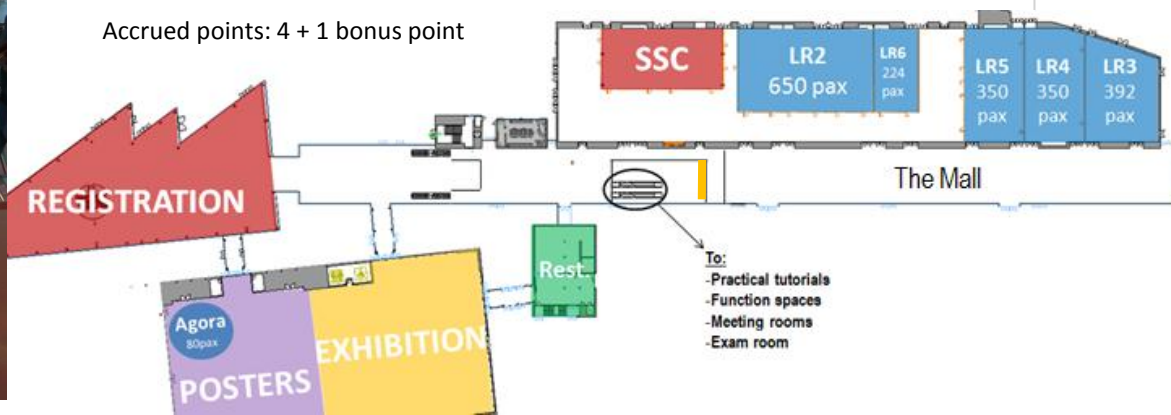 Accrued points: 4 + 1 bonus point
SSC
LR2
650 pax
LR6
224
pax
LR5
350
pax
LR4
350
pax
LR3
392
pax
REGISTRATION
The Mall
Rest.
To:
-Practical tutorials
-Function spaces
-Meeting rooms
-Exam room
Agora
80pax
EXHIBITION
POSTERS